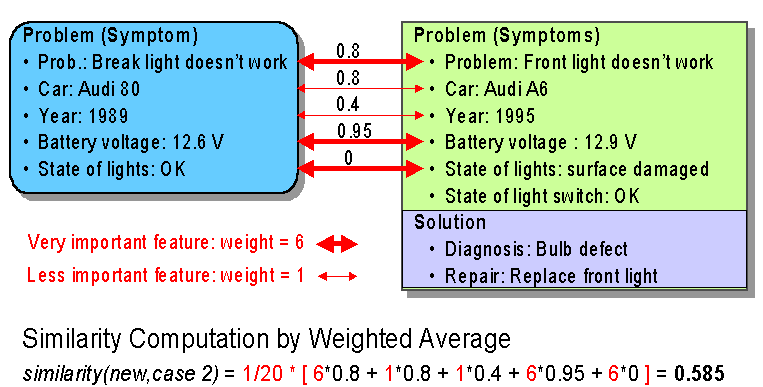 Problem (Symptom)
• Prob.: Break light doesn't work
• Car: Audi 80
• Year: 1989
• Battery voltage: 12.6 V
• State of lights: OK
0.8
0.8
0.4
0.95
0
Problem (Symptoms)
• Problem: Front light doesn't work
• Car: Audi A6
• Year: 1995
• Battery voltage : 12.9 V
• State of lights: surface damaged
• State of light switch: OK
Solution
• Diagnosis: Bulb defect
• Repair: Replace front light
Very important feature: weight = 6
Less important feature: weight = 1
Similarity Computation by Weighted Average
similarity(new,case 2) = 1/20 * [ 6*0.8 + 1*0.8 + 1*0.4 + 6*0.95 + 6*0 ] = 0.585